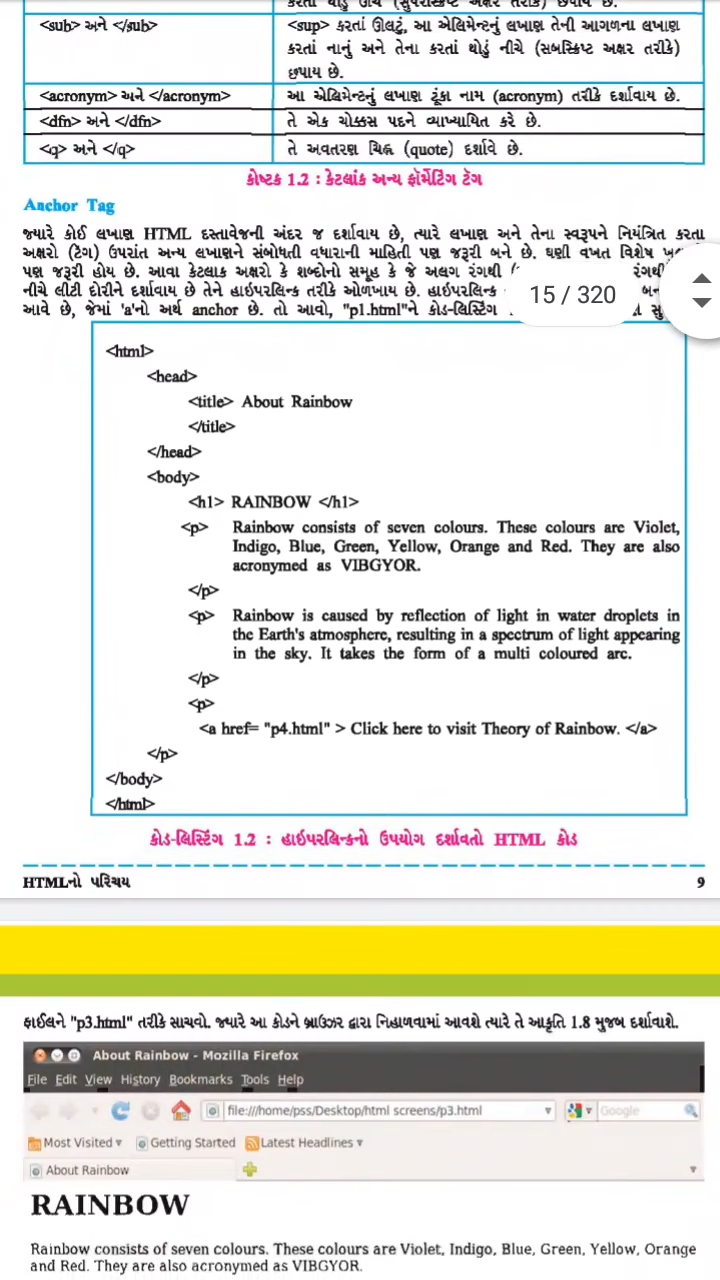 <sub> અને </sub>
<sup> કરતાં ઊલટું, આ એલિમેન્ટનું લખાણ તેની આગળના લખાણ
કરતાં નાનું અને તેના કરતાં થોડું નીચે (સબસ્ક્રિપ્ટ અક્ષર તરીકે)
છપાય છે.
<acronym> અને </acronym>
આ એલિમેન્ટનું લખાણ ટૂંકા નામ (acronym) તરીકે દર્શાવાય છે.
<dfn> અને </dfn>
તે એક ચોક્કસ પદને વ્યાખ્યાયિત કરે છે.
<q> અને </q>
તે અવતરણ ચિહ્ન (quote) દર્શાવે છે.
કોષ્ટક 1.2 : કેટલાંક અન્ય ફૉર્મેટિંગ ટૅગ
Anchor Tag
જ્યારે કોઈ લખાણ HTML દસ્તાવેજની અંદર જ દર્શાવાય છે, ત્યારે લખાણ અને તેના સ્વરૂપને નિયંત્રિત કરતા
અક્ષરો (ટૅગ) ઉપરાંત અન્ય લખાણને સંબોધતી વધારાની માહિતી પણ જરૂરી બને છે. ઘણી વખત વિશેષ
પણ જરૂરી હોય છે. આવા કેટલાક અક્ષરો કે શબ્દોનો સમૂહ કે જે અલગ રંગથી
નીચે લીટી દોરીને દર્શાવાય છે તેને હાઇપરલિન્ક તરીકે ઓળખાય છે. હાઇપરલિન્ક
આવે છે, જેમાં 'a'નો અર્થ anchor છે. તો આવો, "p1.html"ને કોડ-લિસ્ટિંગ
15 / 320
<html>
<head>
<title> About Rainbow
</title>
</head>
<body>
<h1> RAINBOW </h1>
<p> Rainbow consists of seven colours. These colours are Violet,
Indigo, Blue, Green, Yellow, Orange and Red. They are also
acronymed as VIBGYOR.
</p>
<p> Rainbow is caused by reflection of light in water droplets in
the Earth's atmosphere, resulting in a spectrum of light appearing
in the sky. It takes the form of a multi coloured arc.
</p>
<p>
<a href= "p4.html" > Click here to visit Theory of Rainbow. </a>
</p>
</body>
</html>
કોડ-લિસ્ટિંગ 1.2 : હાઇપરલિન્કનો ઉપયોગ દર્શાવતો HTML કોડ
HTMLનો પરિચય 9
ફાઈલને "p3.html" તરીકે સાચવો. જ્યારે આ કોડને બ્રાઉઝર દ્વારા નિહાળવામાં આવશે ત્યારે તે આકૃતિ 1.8 મુજબ દર્શાવાશે.
About Rainbow - Mozilla Firefox
File Edit View History Bookmarks Tools Help
file:///home/pss/Desktop/html screens/p3.html
Google
Most Visited Getting Started Latest Headlines
About Rainbow
RAINBOW
Rainbow consists of seven colours. These colours are Violet, Indigo, Blue, Green, Yellow, Orange
and Red. They are also acronymed as VIBGYOR.